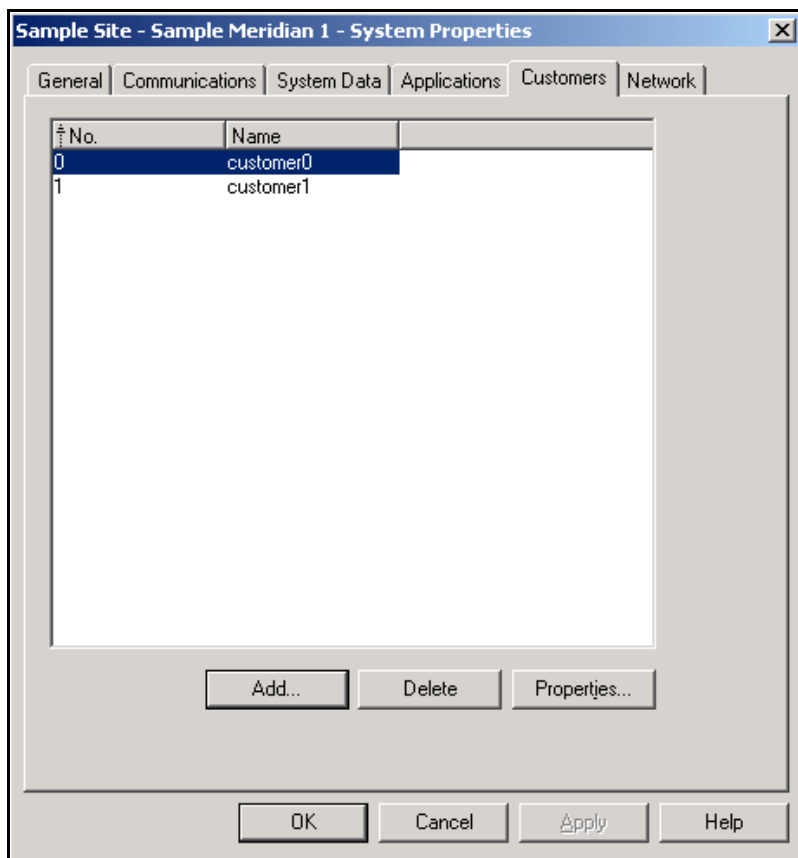 Sample Site - Sample Meridian 1 - System Properties
General Communications System Data Applications Customers Network
No. Name
0 customer0
1 customer1
Add... Delete Properties...
OK Cancel Apply Help